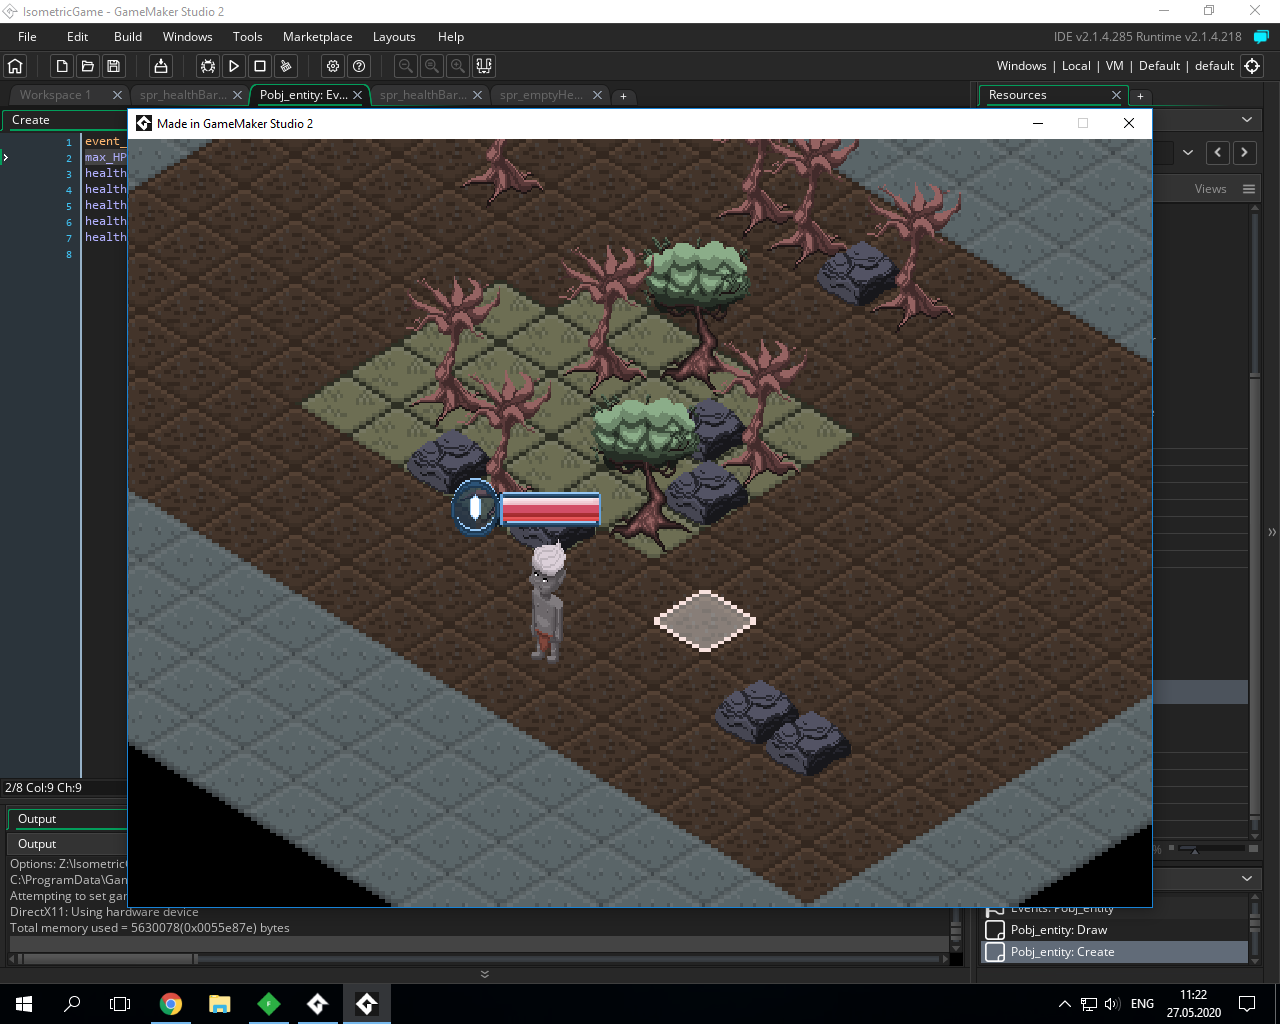 IsometricGame - GameMaker Studio 2
File Edit Build Windows Tools Marketplace Layouts Help
IDE v2.1.4.285 Runtime v2.1.4.218
Windows | Local | VM | Default | default
Workspace 1 spr_healthBar... Pobj_entity: Ev... spr_healthBar... spr_emptyHe...
Resources
Create
Made in GameMaker Studio 2
1 event_
2 max_HP
3 health
4 health
5 health
6 health
7 health
8
Views
2/8 Col:9 Ch:9
Output
Output
Options: Z:\Isometric
C:\ProgramData\Gam
Attempting to set gam
DirectX11: Using hardware device
Total memory used = 5630078(0x0055e87e) bytes
%
Events: Pobj_entity
Pobj_entity: Draw
Pobj_entity: Create
ENG
11:22
27.05.2020